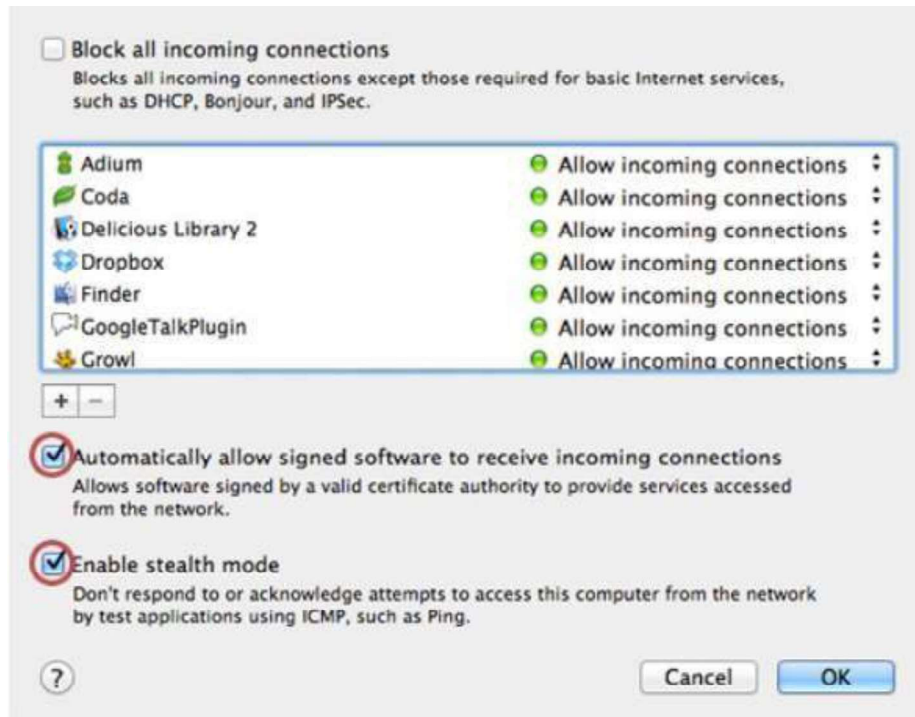 Block all incoming connections
Blocks all incoming connections except those required for basic Internet services,
such as DHCP, Bonjour, and IPSec.
Adium Allow incoming connections
Coda Allow incoming connections
Delicious Library 2 Allow incoming connections
Dropbox Allow incoming connections
Finder Allow incoming connections
GoogleTalkPlugin Allow incoming connections
Growl Allow incoming connections
+ −
Automatically allow signed software to receive incoming connections
Allows software signed by a valid certificate authority to provide services accessed
from the network.
Enable stealth mode
Don't respond to or acknowledge attempts to access this computer from the network
by test applications using ICMP, such as Ping.
? Cancel OK